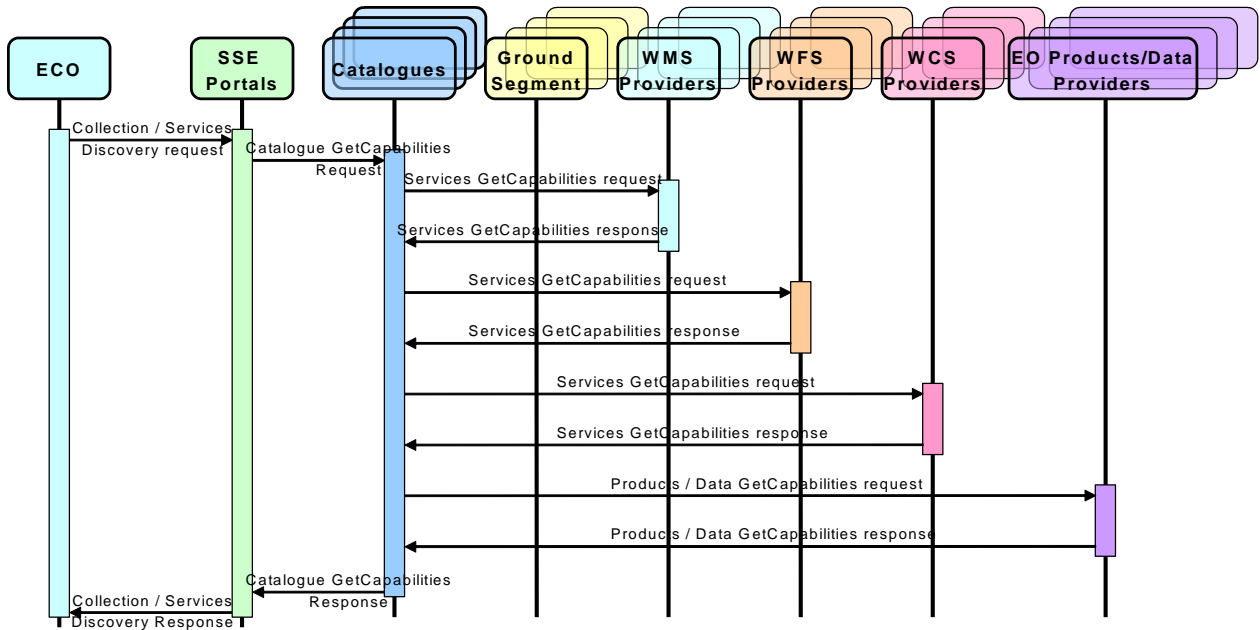 ECO
SSE
Portals
Catalogues
Ground
Segment
WMS
Providers
WFS
Providers
WCS
Providers
EO Products/Data
Providers
Collection / Services
Discovery request
Catalogue GetCapabilities
Request
Services GetCapabilities request
Services GetCapabilities response
Services GetCapabilities request
Services GetCapabilities response
Services GetCapabilities request
Services GetCapabilities response
Products / Data GetCapabilities request
Products / Data GetCapabilities response
Catalogue GetCapabilities
Response
Collection / Services
Discovery Response